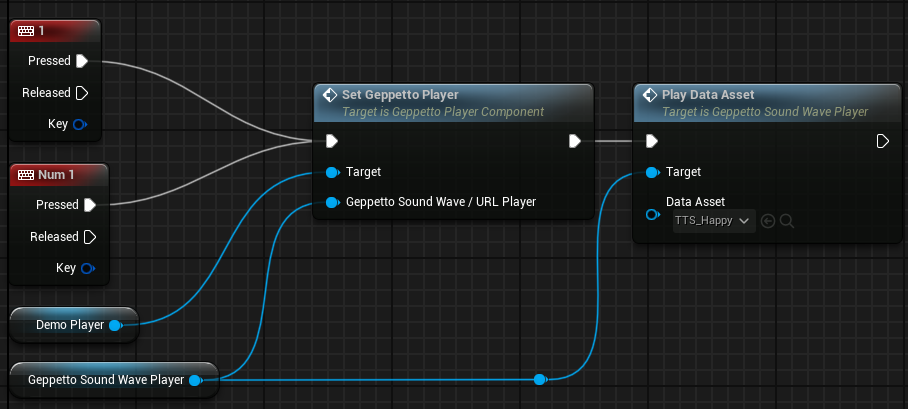 1
Pressed
Released
Key
Num 1
Pressed
Released
Key
Demo Player
Geppetto Sound Wave Player
Set Geppetto Player
Target is Geppetto Player Component
Target
Geppetto Sound Wave / URL Player
Play Data Asset
Target is Geppetto Sound Wave Player
Target
Data Asset
TTS_Happy